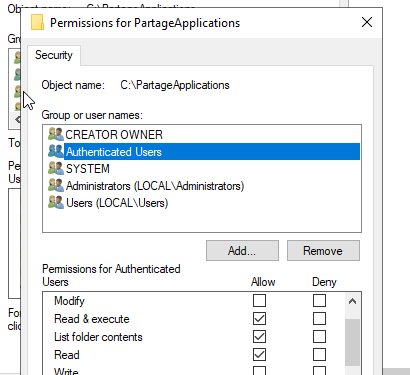 Permissions for PartageApplications
Security
Object name: C:\PartageApplications
Group or user names:
CREATOR OWNER
Authenticated Users
SYSTEM
Administrators (LOCAL\Administrators)
Users (LOCAL\Users)
Add...
Remove
Permissions for Authenticated
Users
Allow
Deny
Modify
Read & execute
List folder contents
Read
Write